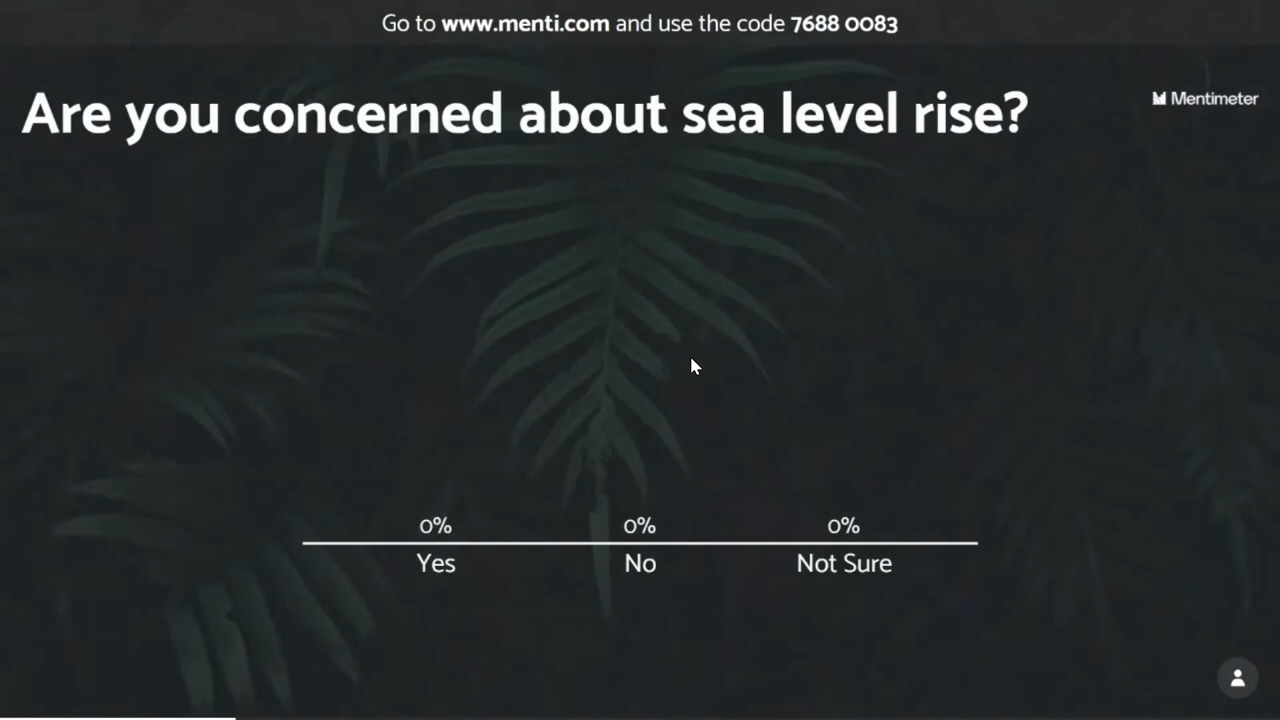 Go to www.menti.com and use the code 7688 0083
Are you concerned about sea level rise?
Mentimeter
0% 0% 0%
Yes No Not Sure